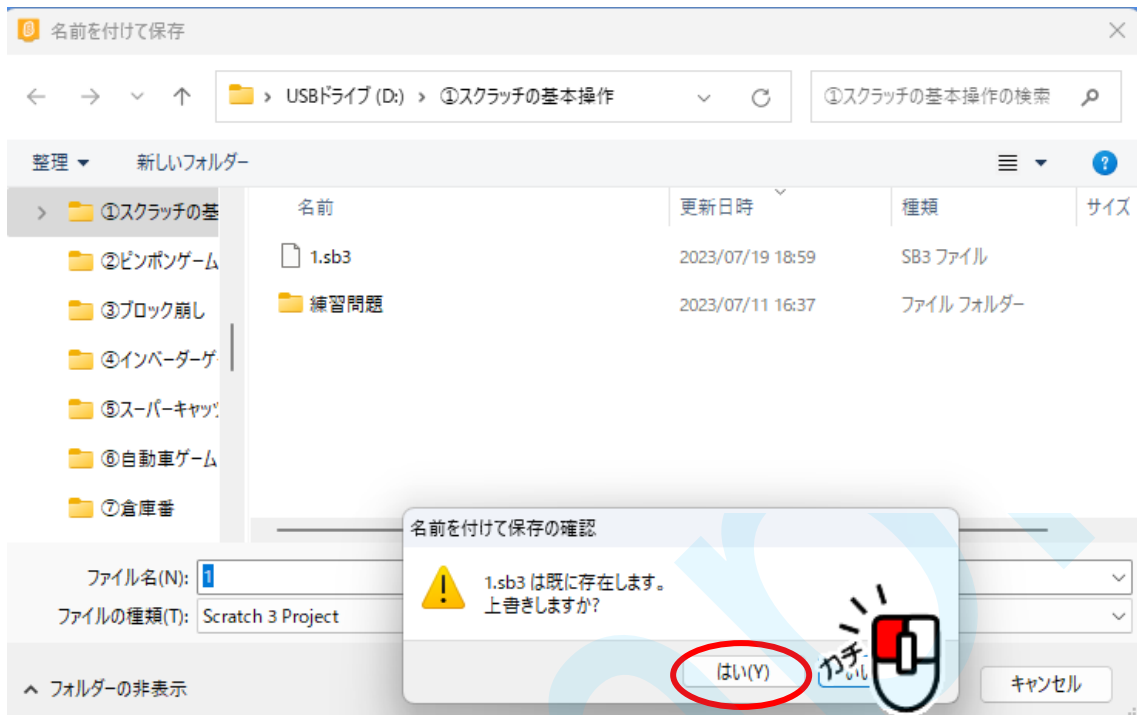 名前を付けて保存
USBドライブ (D:) › ①スクラッチの基本操作
①スクラッチの基本操作の検索
整理
新しいフォルダー
名前
更新日時
種類
サイズ
①スクラッチの基
②ピンポンゲーム
③ブロック崩し
④インベーダーゲ
⑤スーパーキャッツ
⑥自動車ゲーム
⑦倉庫番
1.sb3
2023/07/19 18:59
SB3 ファイル
練習問題
2023/07/11 16:37
ファイル フォルダー
ファイル名(N):
1
ファイルの種類(T):
Scratch 3 Project
名前を付けて保存の確認
1.sb3 は既に存在します。
上書きしますか?
はい(Y)
カチ
フォルダーの非表示
キャンセル